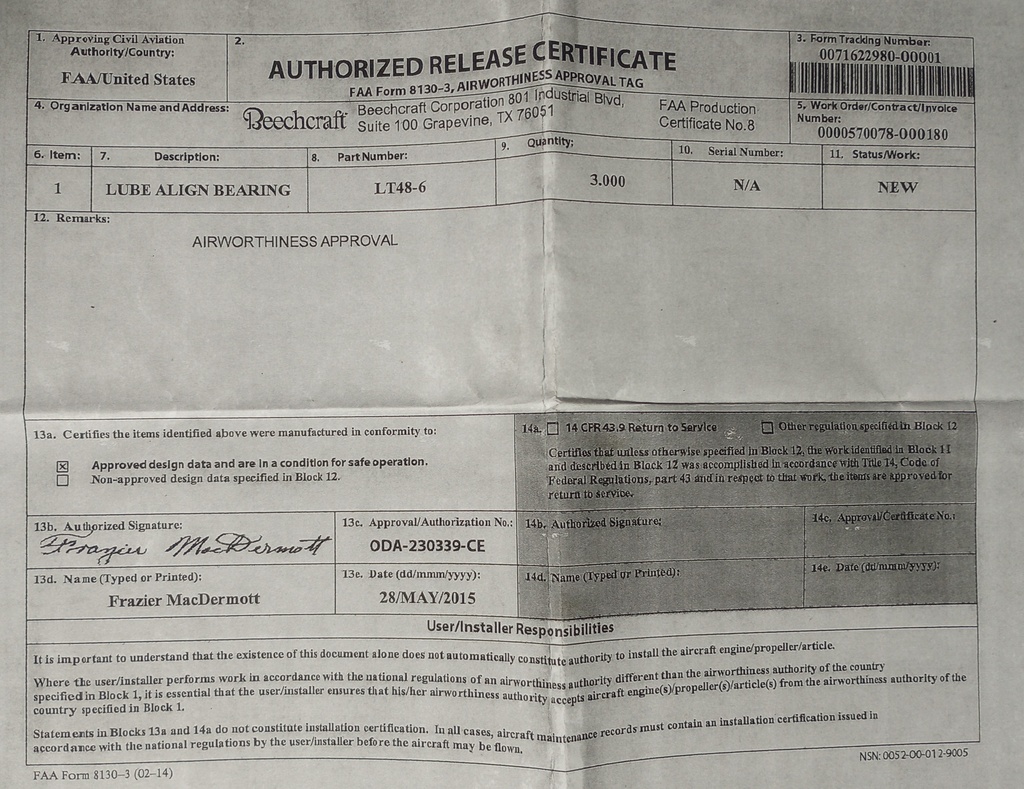 1. Approving Civil Aviation
Authority/Country:
FAA/United States
2.
AUTHORIZED RELEASE CERTIFICATE
FAA Form 8130-3, AIRWORTHINESS APPROVAL TAG
3. Form Tracking Number:
0071622980-00001
4. Organization Name and Address:
Beechcraft
Beechcraft Corporation 801 Industrial Blvd,
Suite 100 Grapevine, TX 76051
FAA Production
Certificate No.8
5. Work Order/Contract/Invoice
Number:
0000570078-000180
6. Item:
7. Description:
8. Part Number:
9. Quantity:
10. Serial Number:
11. Status/Work:
1
LUBE ALIGN BEARING
LT48-6
3.000
N/A
NEW
12. Remarks:
AIRWORTHINESS APPROVAL
13a. Certifies the items identified above were manufactured in conformity to:
Approved design data and are in a condition for safe operation.
Non-approved design data specified in Block 12.
14a. 14 CFR 43.9 Return to Service
Other regulation specified in Block 12
Certifies that unless otherwise specified in Block 12, the work identified in Block 11
and described in Block 12 was accomplished in accordance with Title 14, Code of
Federal Regulations, part 43 and in respect to that work, the items are approved for
return to service.
13b. Authorized Signature:
Frazier MacDermott
13c. Approval/Authorization No.:
ODA-230339-CE
14b. Authorized Signature:
14c. Approval/Certificate No.:
13d. Name (Typed or Printed):
Frazier MacDermott
13e. Date (dd/mmm/yyyy):
28/MAY/2015
14d. Name (Typed or Printed):
14e. Date (dd/mmm/yyyy):
User/Installer Responsibilities
It is important to understand that the existence of this document alone does not automatically constitute authority to install the aircraft engine/propeller/article.
Where the user/installer performs work in accordance with the national regulations of an airworthiness authority different than the airworthiness authority of the country
specified in Block 1, it is essential that the user/installer ensures that his/her airworthiness authority accepts aircraft engine(s)/propeller(s)/article(s) from the airworthiness authority of the
country specified in Block 1.
Statements in Blocks 13a and 14a do not constitute installation certification. In all cases, aircraft maintenance records must contain an installation certification issued in
accordance with the national regulations by the user/installer before the aircraft may be flown.
FAA Form 8130-3 (02-14)
NSN: 0052-00-012-9005